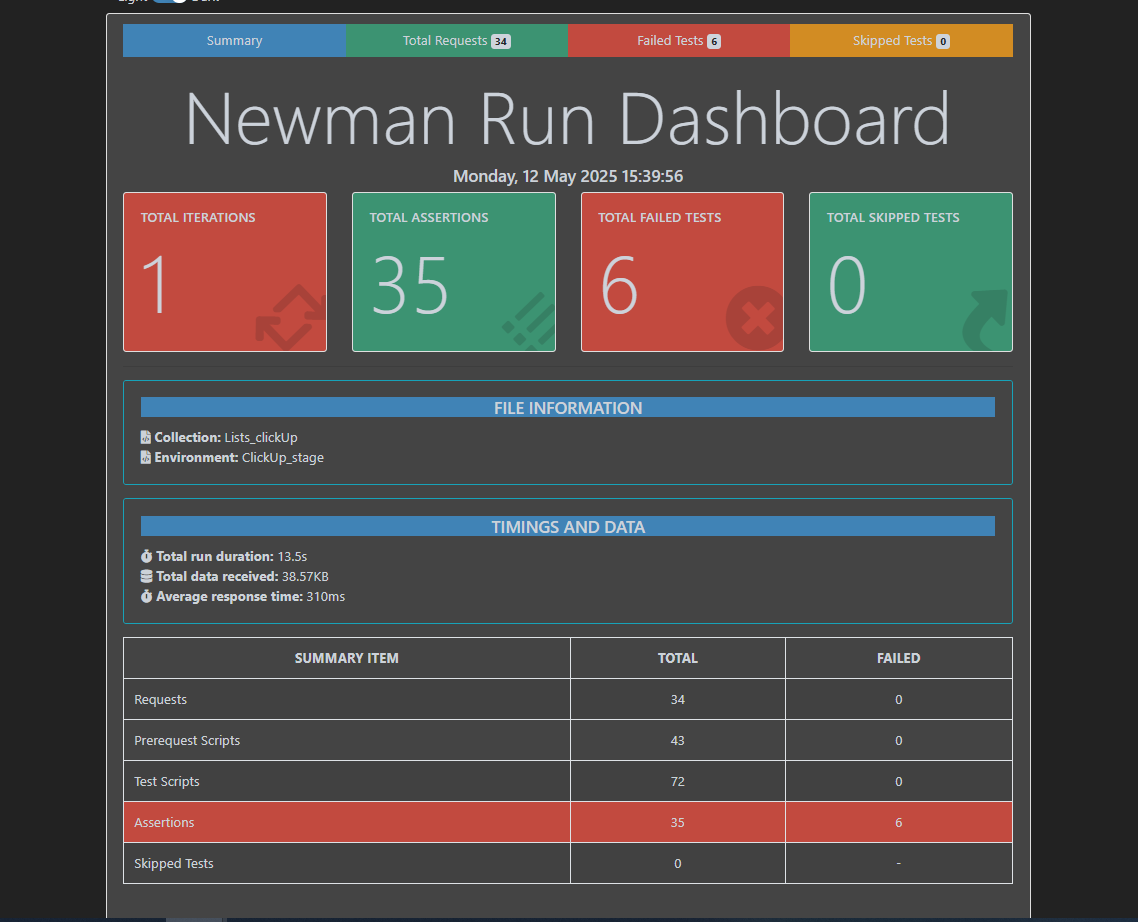 Summary
Total Requests 34
Failed Tests 6
Skipped Tests 0
Newman Run Dashboard
Monday, 12 May 2025 15:39:56
TOTAL ITERATIONS
1
TOTAL ASSERTIONS
35
TOTAL FAILED TESTS
6
TOTAL SKIPPED TESTS
0
FILE INFORMATION
Collection: Lists_clickUp
Environment: ClickUp_stage
TIMINGS AND DATA
Total run duration: 13.5s
Total data received: 38.57KB
Average response time: 310ms
SUMMARY ITEM TOTAL FAILED
Requests 34 0
Prerequest Scripts 43 0
Test Scripts 72 0
Assertions 35 6
Skipped Tests 0 -